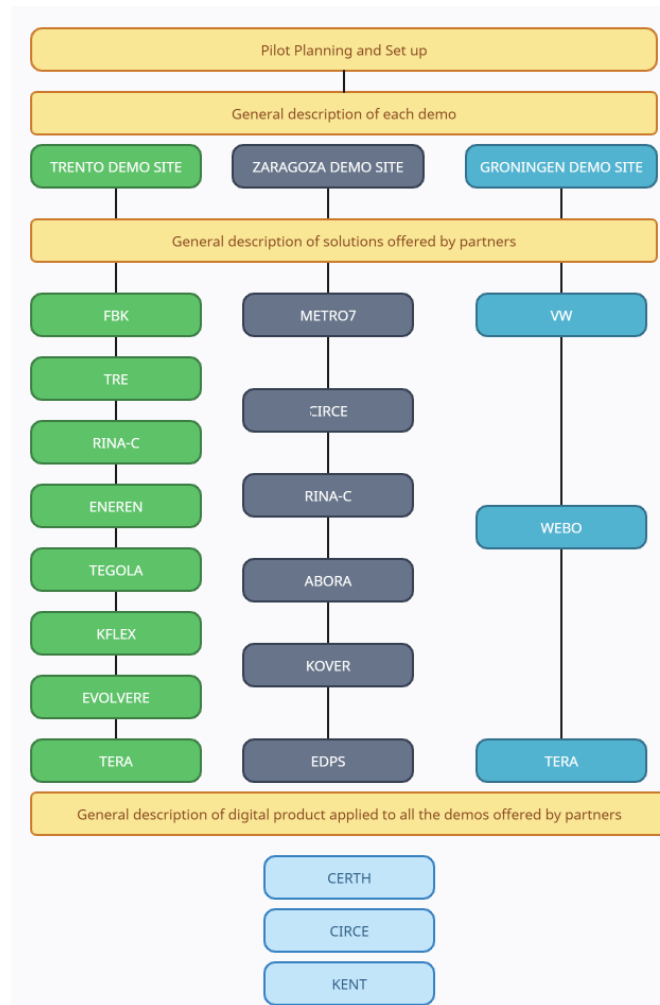 Pilot Planning and Set up
General description of each demo
TRENTO DEMO SITE
ZARAGOZA DEMO SITE
GRONINGEN DEMO SITE
General description of solutions offered by partners
FBK
TRE
RINA-C
ENEREN
TEGOLA
KFLEX
EVOLVERE
TERA
METRO7
CIRCE
RINA-C
ABORA
KOVER
EDPS
VW
WEBO
TERA
General description of digital product applied to all the demos offered by partners
CERTH
CIRCE
KENT